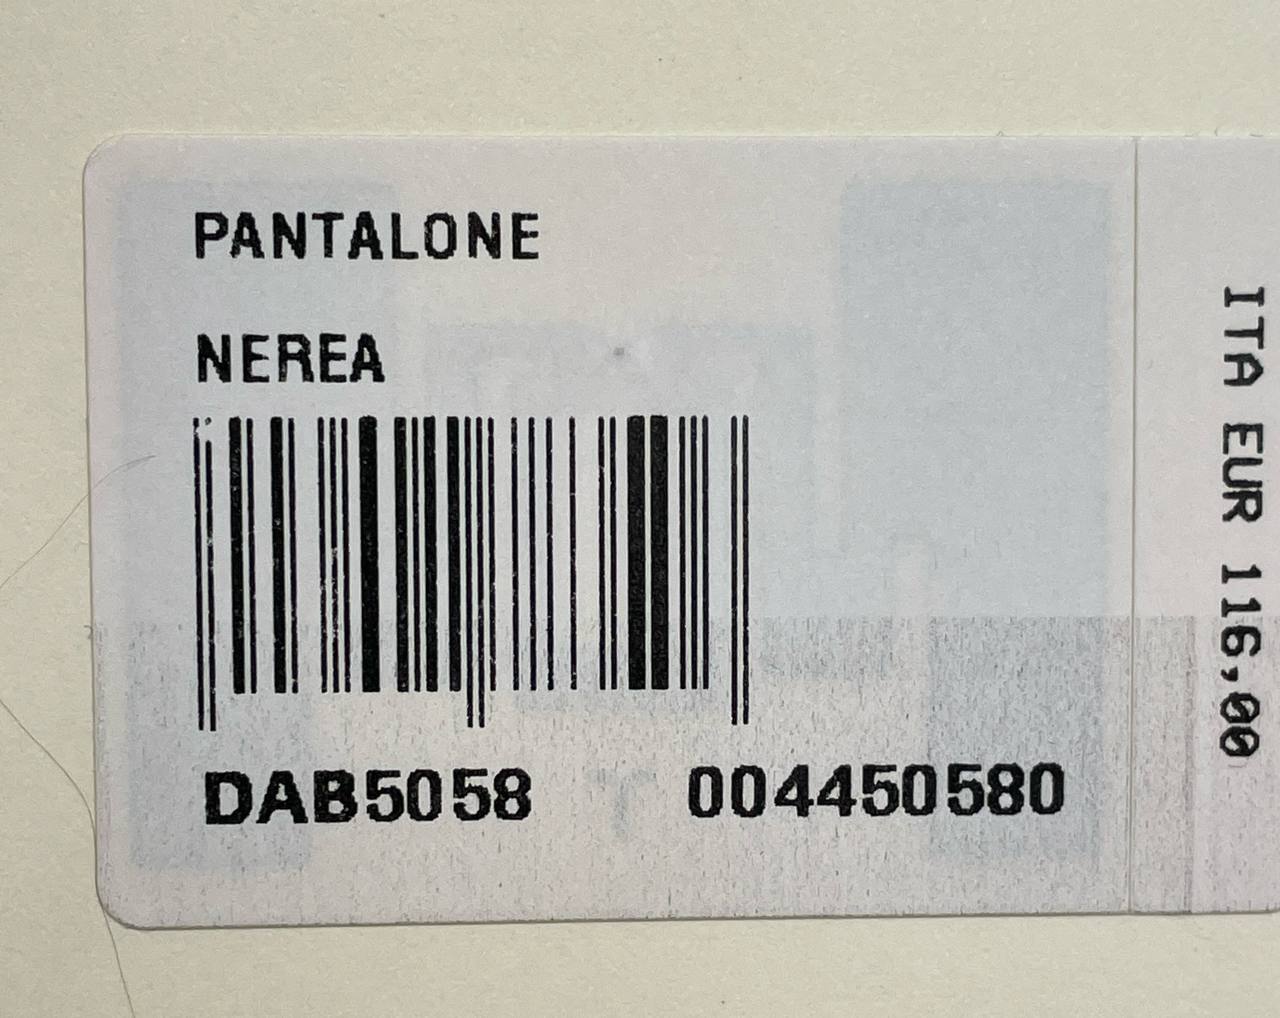 PANTALONE
NEREA
DAB5058 004450580
ITA EUR 116,00